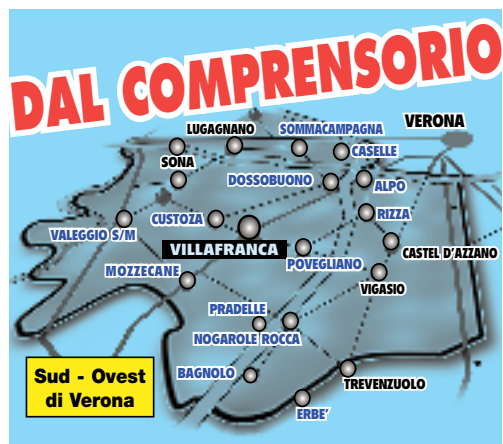 DAL COMPRENSORIO
LUGAGNANO
SOMMACAMPAGNA
VERONA
SONA
CASELLE
DOSSOBUONO
ALPO
VALEGGIO S/M
CUSTOZA
RIZZA
VILLAFRANCA
POVEGLIANO
CASTEL D'AZZANO
MOZZECANE
VIGASIO
PRADELLE
NOGAROLE ROCCA
BAGNOLO
TREVENZUOLO
ERBE'
Sud - Ovest
di Verona